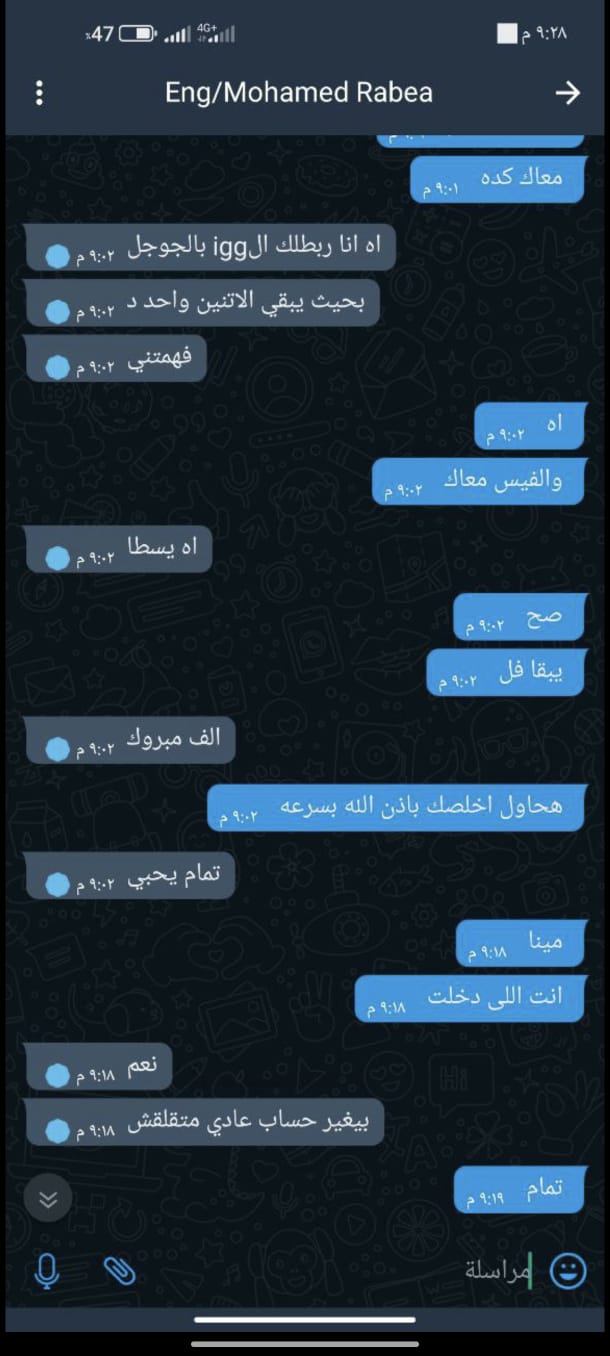 ٪47 4G+ ٩:٢٨ م
Eng/Mohamed Rabea
معاك كده ٩:٠١ م
اه انا ربطلك الigg بالجوجل ٩:٠٢ م
بحيث يبقي الاتنين واحد د ٩:٠٢ م
فهمتني ٩:٠٢ م
اه ٩:٠٢ م
والفيس معاك ٩:٠٢ م
اه يسطا ٩:٠٢ م
صح ٩:٠٢ م
يبقا فل ٩:٠٢ م
الف مبروك ٩:٠٢ م
هحاول اخلصك باذن الله بسرعه ٩:٠٢ م
تمام يحبي ٩:٠٢ م
مينا ٩:١٨ م
انت اللى دخلت ٩:١٨ م
نعم ٩:١٨ م
بيغير حساب عادي متقلقش ٩:١٨ م
تمام ٩:١٩ م
مراسلة